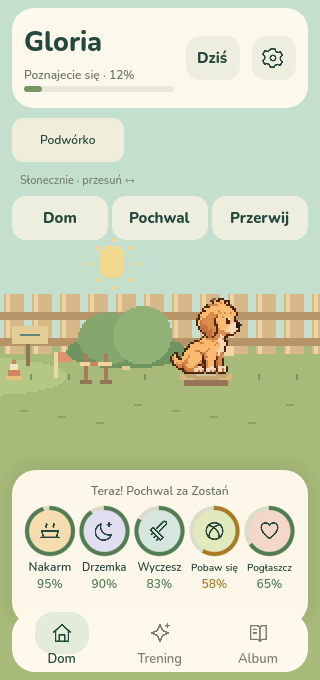 Gloria
Poznajecie się · 12%
Dziś
Podwórko
Słonecznie · przesuń ↔
Dom
Pochwal
Przerwij
Teraz! Pochwal za Zostań
Nakarm
Drzemka
Wyczesz
Pobaw się
Pogłaszcz
95%
90%
83%
58%
65%
Dom
Trening
Album